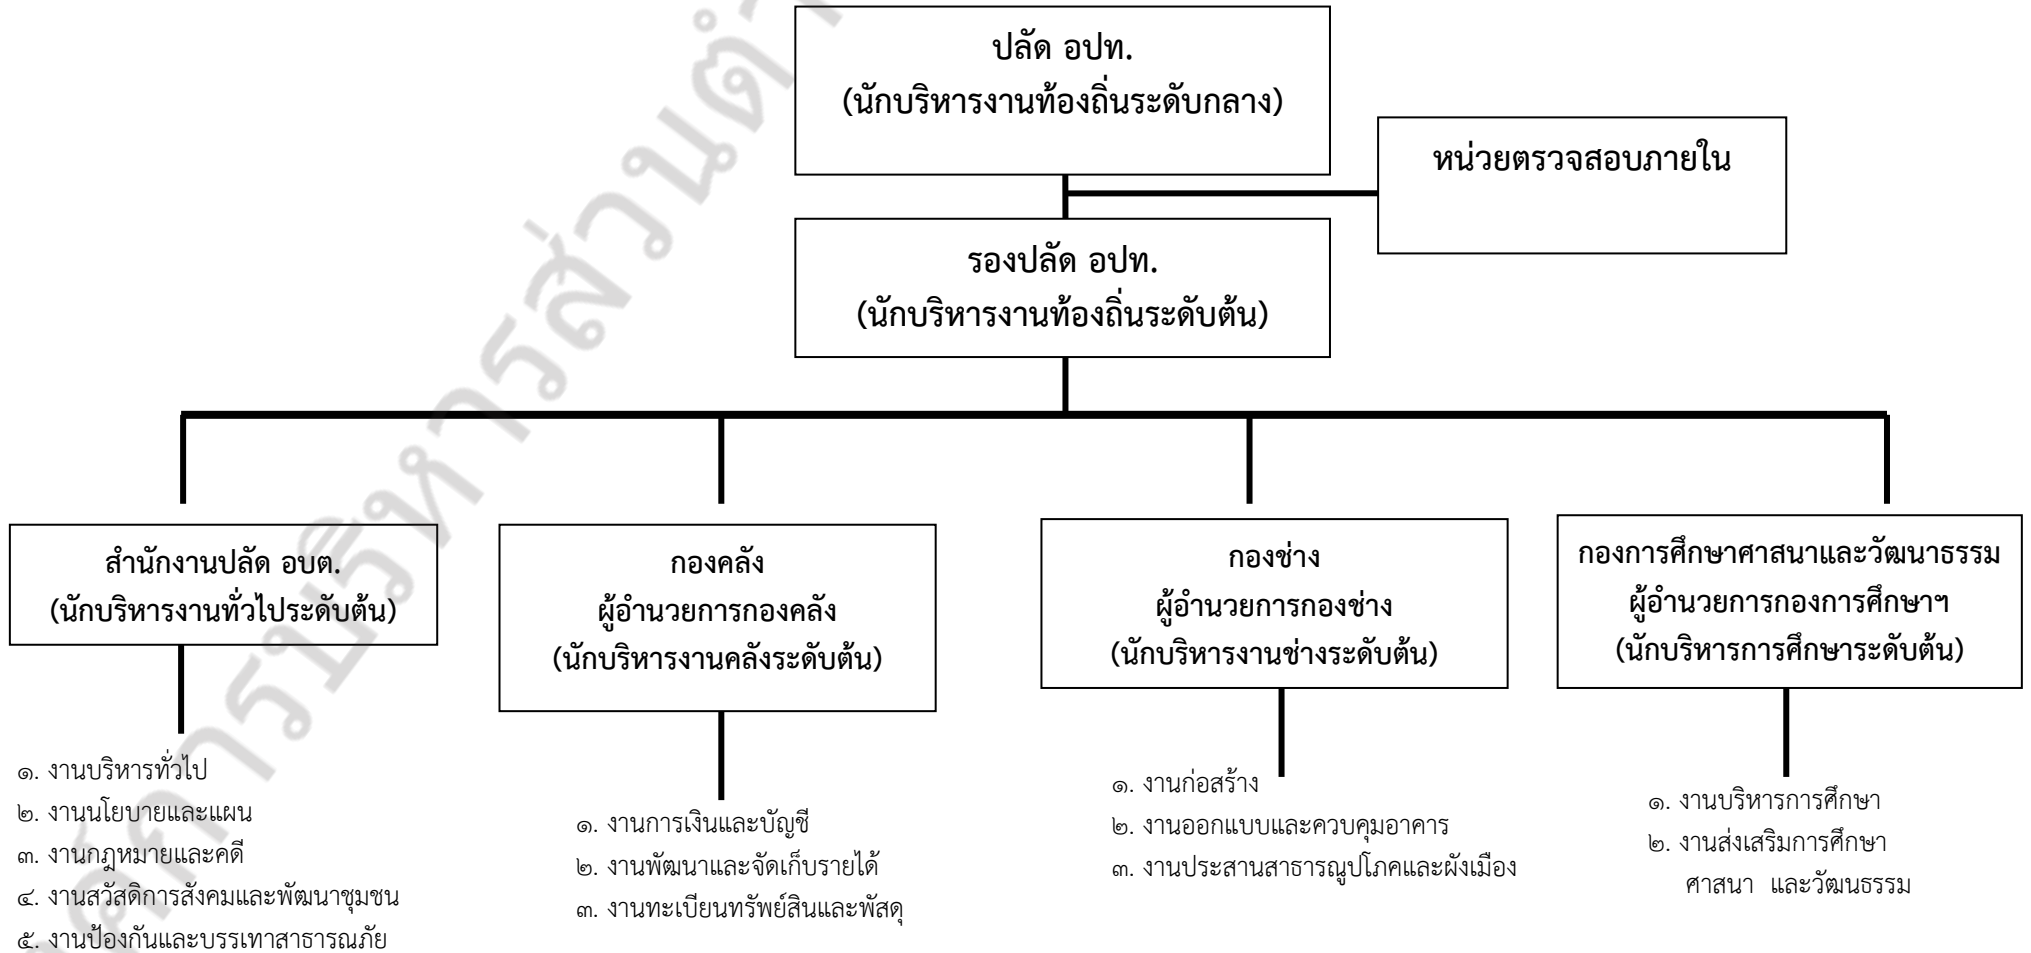 ปลัด อปท.
(นักบริหารงานท้องถิ่นระดับกลาง)
หน่วยตรวจสอบภายใน
รองปลัด อปท.
(นักบริหารงานท้องถิ่นระดับต้น)
สำนักงานปลัด อบต.
(นักบริหารงานทั่วไประดับต้น)
๑. งานบริหารทั่วไป
๒. งานนโยบายและแผน
๓. งานกฎหมายและคดี
๔. งานสวัสดิการสังคมและพัฒนาชุมชน
๕. งานป้องกันและบรรเทาสาธารณภัย
กองคลัง
ผู้อำนวยการกองคลัง
(นักบริหารงานคลังระดับต้น)
๑. งานการเงินและบัญชี
๒. งานพัฒนาและจัดเก็บรายได้
๓. งานทะเบียนทรัพย์สินและพัสดุ
กองช่าง
ผู้อำนวยการกองช่าง
(นักบริหารงานช่างระดับต้น)
๑. งานก่อสร้าง
๒. งานออกแบบและควบคุมอาคาร
๓. งานประสานสาธารณูปโภคและผังเมือง
กองการศึกษาศาสนาและวัฒนาธรรม
ผู้อำนวยการกองการศึกษาฯ
(นักบริหารการศึกษาระดับต้น)
๑. งานบริหารการศึกษา
๒. งานส่งเสริมการศึกษา
ศาสนา และวัฒนธรรม